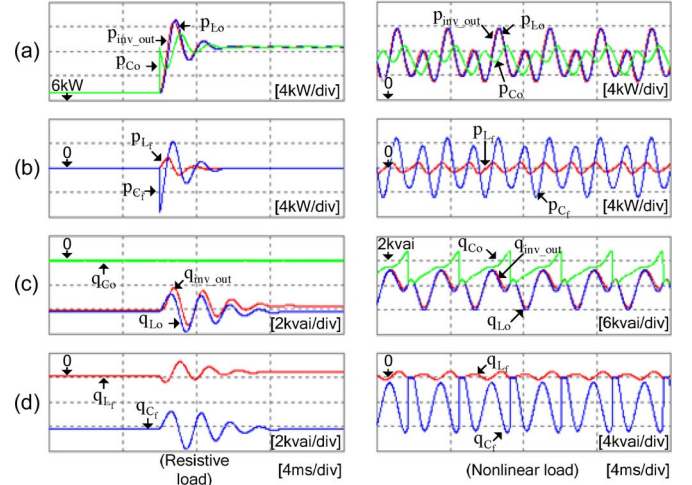 (a)
p_Lo
p_inv_out
p_Co
6kW
[4kW/div]
p_inv_out
p_Lo
p_Co
0
[4kW/div]
(b)
0
p_Lf
p_Cf
[4kW/div]
0
p_Lf
p_Cf
[4kW/div]
(c)
0
q_Co
q_inv_out
q_Lo
[2kvai/div]
2kvai
q_Co
q_inv_out
q_Lo
[6kvai/div]
(d)
0
q_Lf
q_Cf
[2kvai/div]
0
q_Lf
q_Cf
[4kvai/div]
(Resistive
load)
[4ms/div]
(Nonlinear load)
[4ms/div]